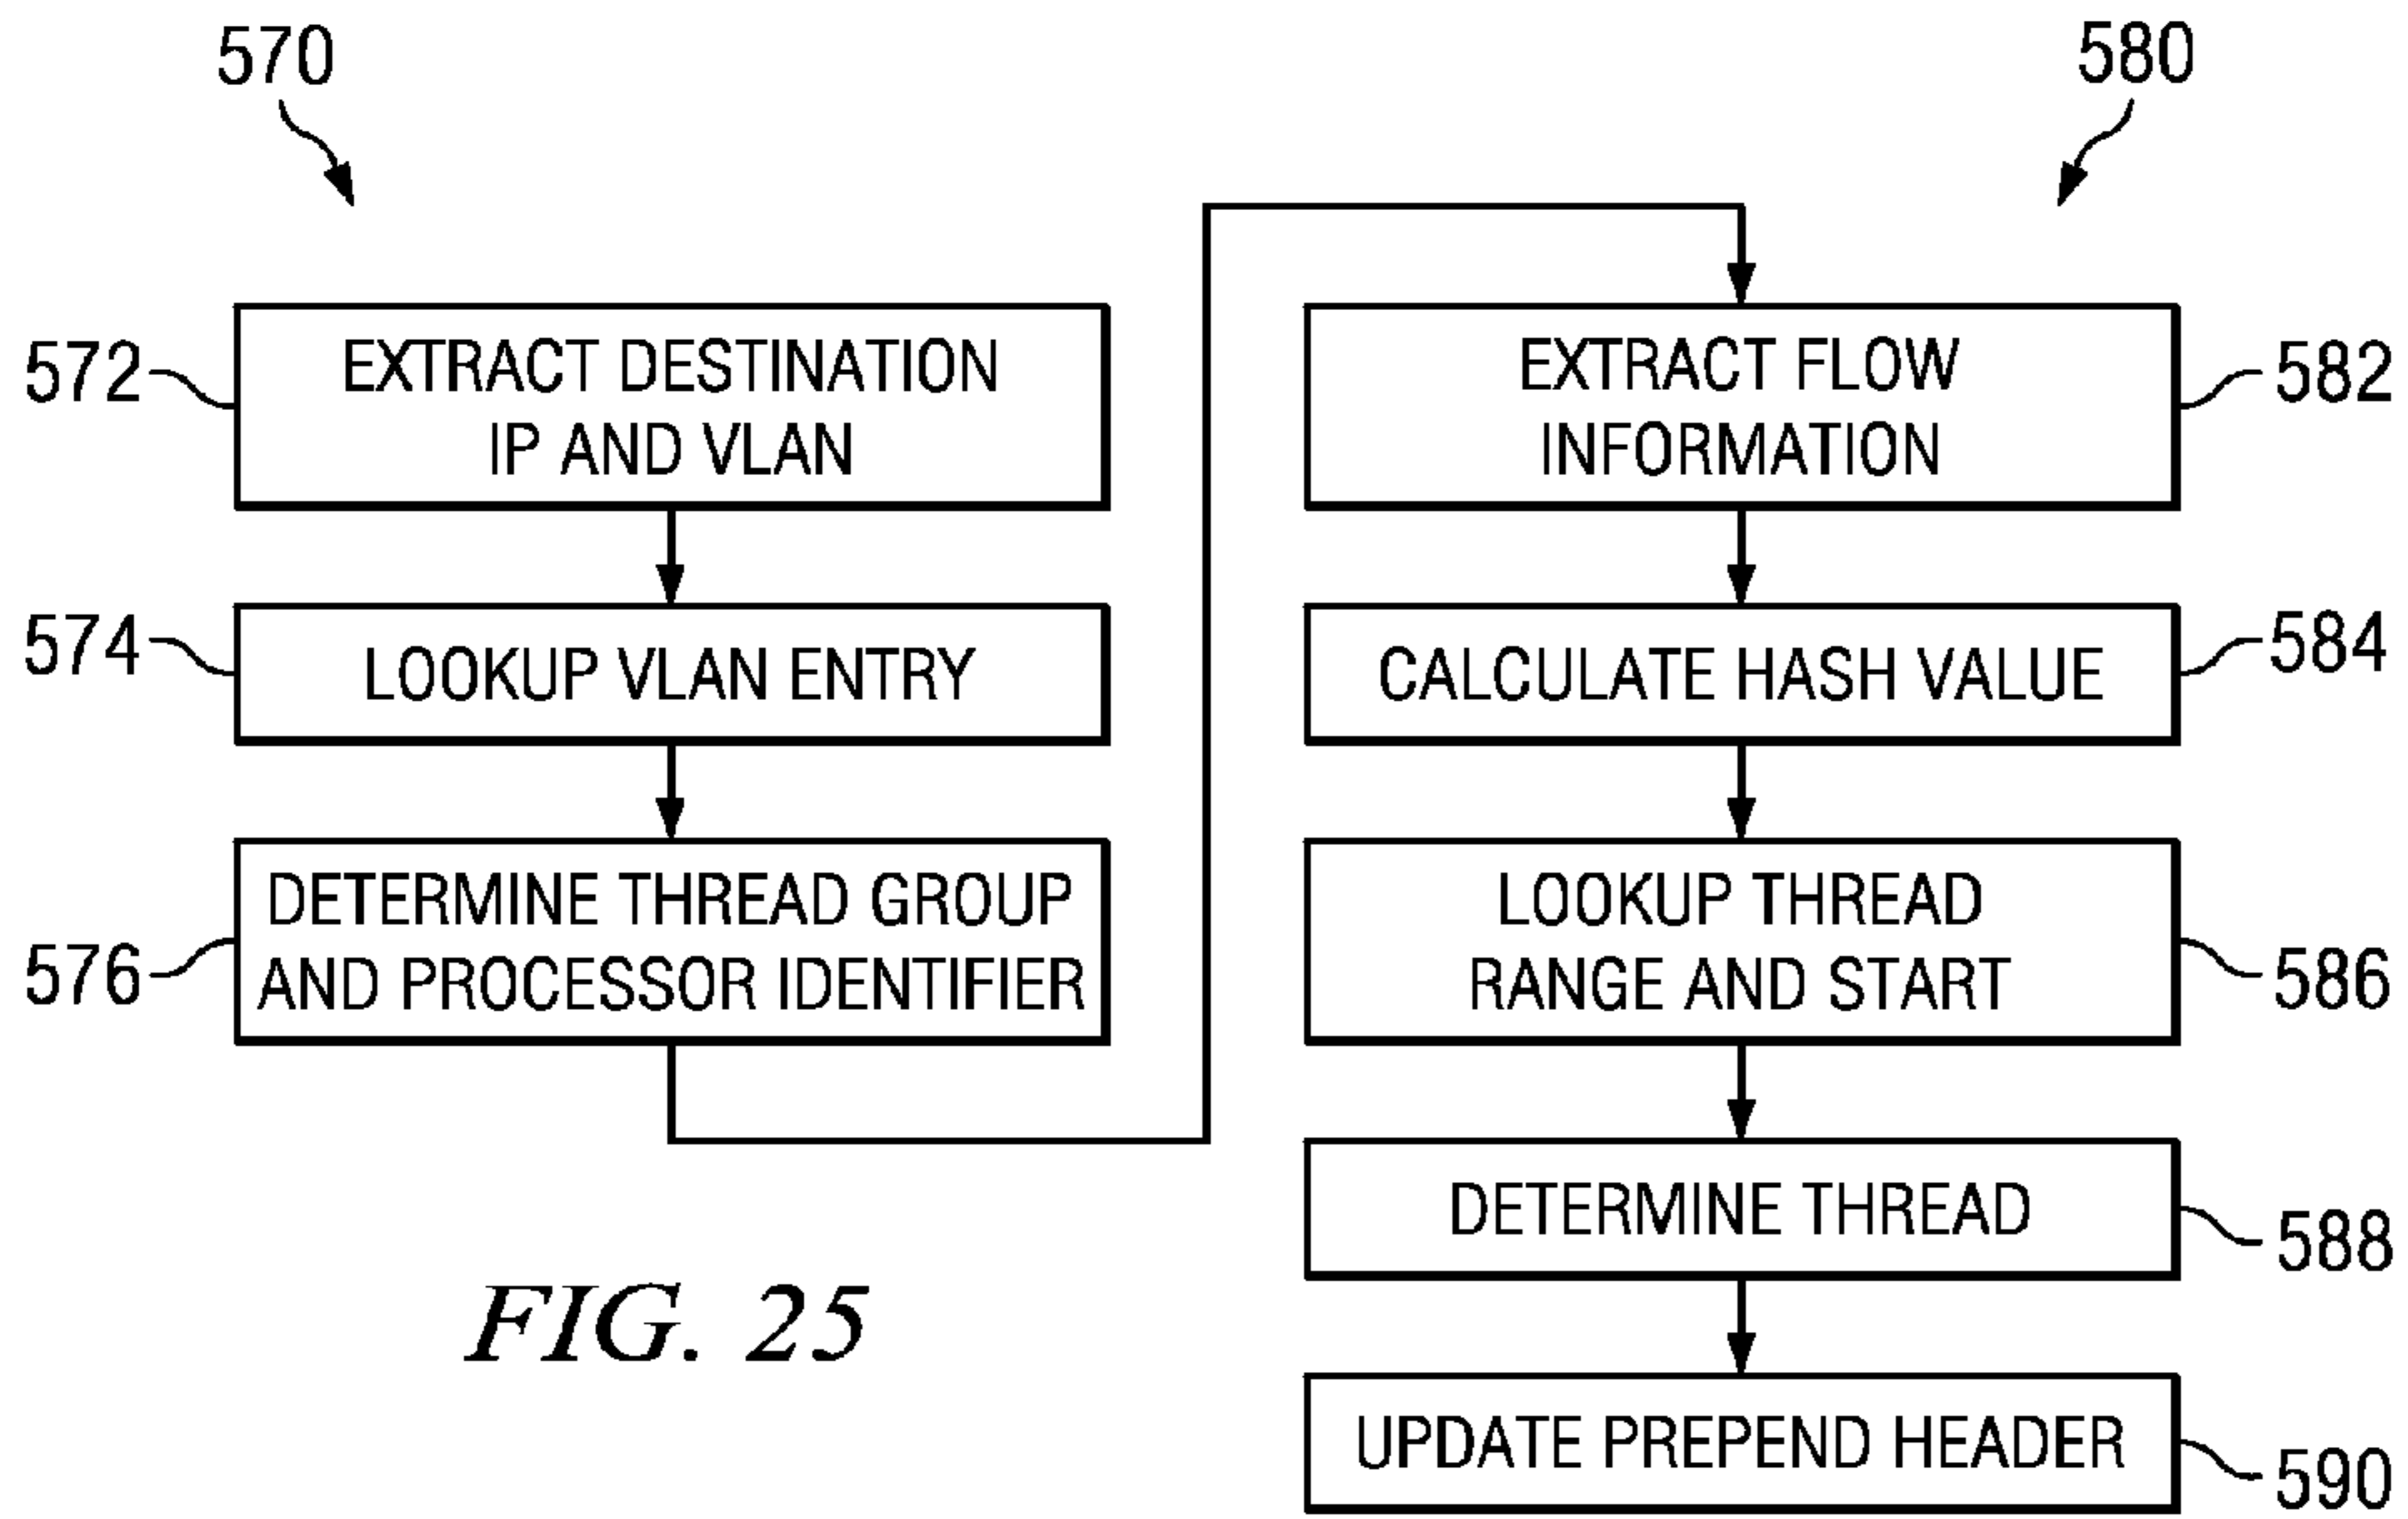 570
580
572
EXTRACT DESTINATION
IP AND VLAN
574
LOOKUP VLAN ENTRY
576
DETERMINE THREAD GROUP
AND PROCESSOR IDENTIFIER
EXTRACT FLOW
INFORMATION
582
CALCULATE HASH VALUE
584
LOOKUP THREAD
RANGE AND START
586
DETERMINE THREAD
588
UPDATE PREPEND HEADER
590
FIG. 25